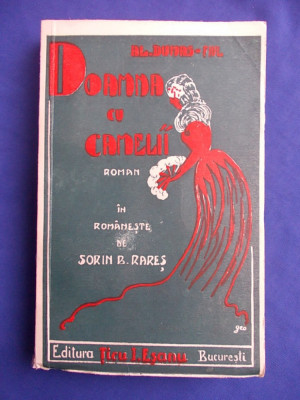 AL. DUMAS-FIUL
DOAMNA
CU
CAMELII
ROMAN
ÎN
ROMÂNEȘTE
DE
SORIN B. RAREȘ
geo
Editura Ticu I. Eșanu București